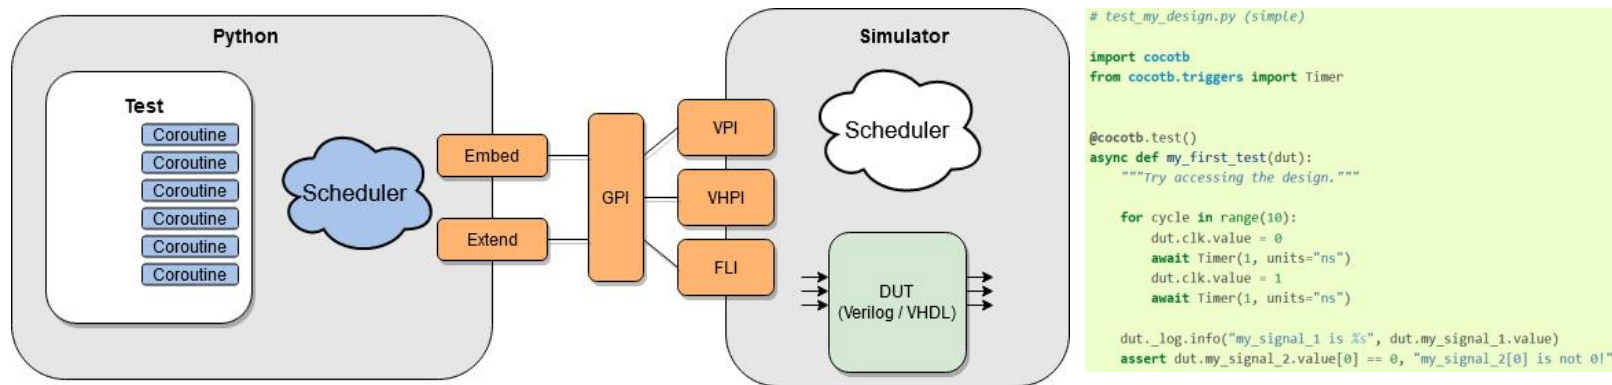 Python
Test
Coroutine
Coroutine
Coroutine
Coroutine
Coroutine
Coroutine
Scheduler
Embed
Extend
GPI
VPI
VHPI
FLI
Simulator
Scheduler
DUT
(Verilog / VHDL)
# test_my_design.py (simple)
import cocotb
from cocotb.triggers import Timer
@cocotb.test()
async def my_first_test(dut):
    """Try accessing the design."""
    for cycle in range(10):
        dut.clk.value = 0
        await Timer(1, units="ns")
        dut.clk.value = 1
        await Timer(1, units="ns")
    dut._log.info("my_signal_1 is %s", dut.my_signal_1.value)
    assert dut.my_signal_2.value[0] == 0, "my_signal_2[0] is not 0!"